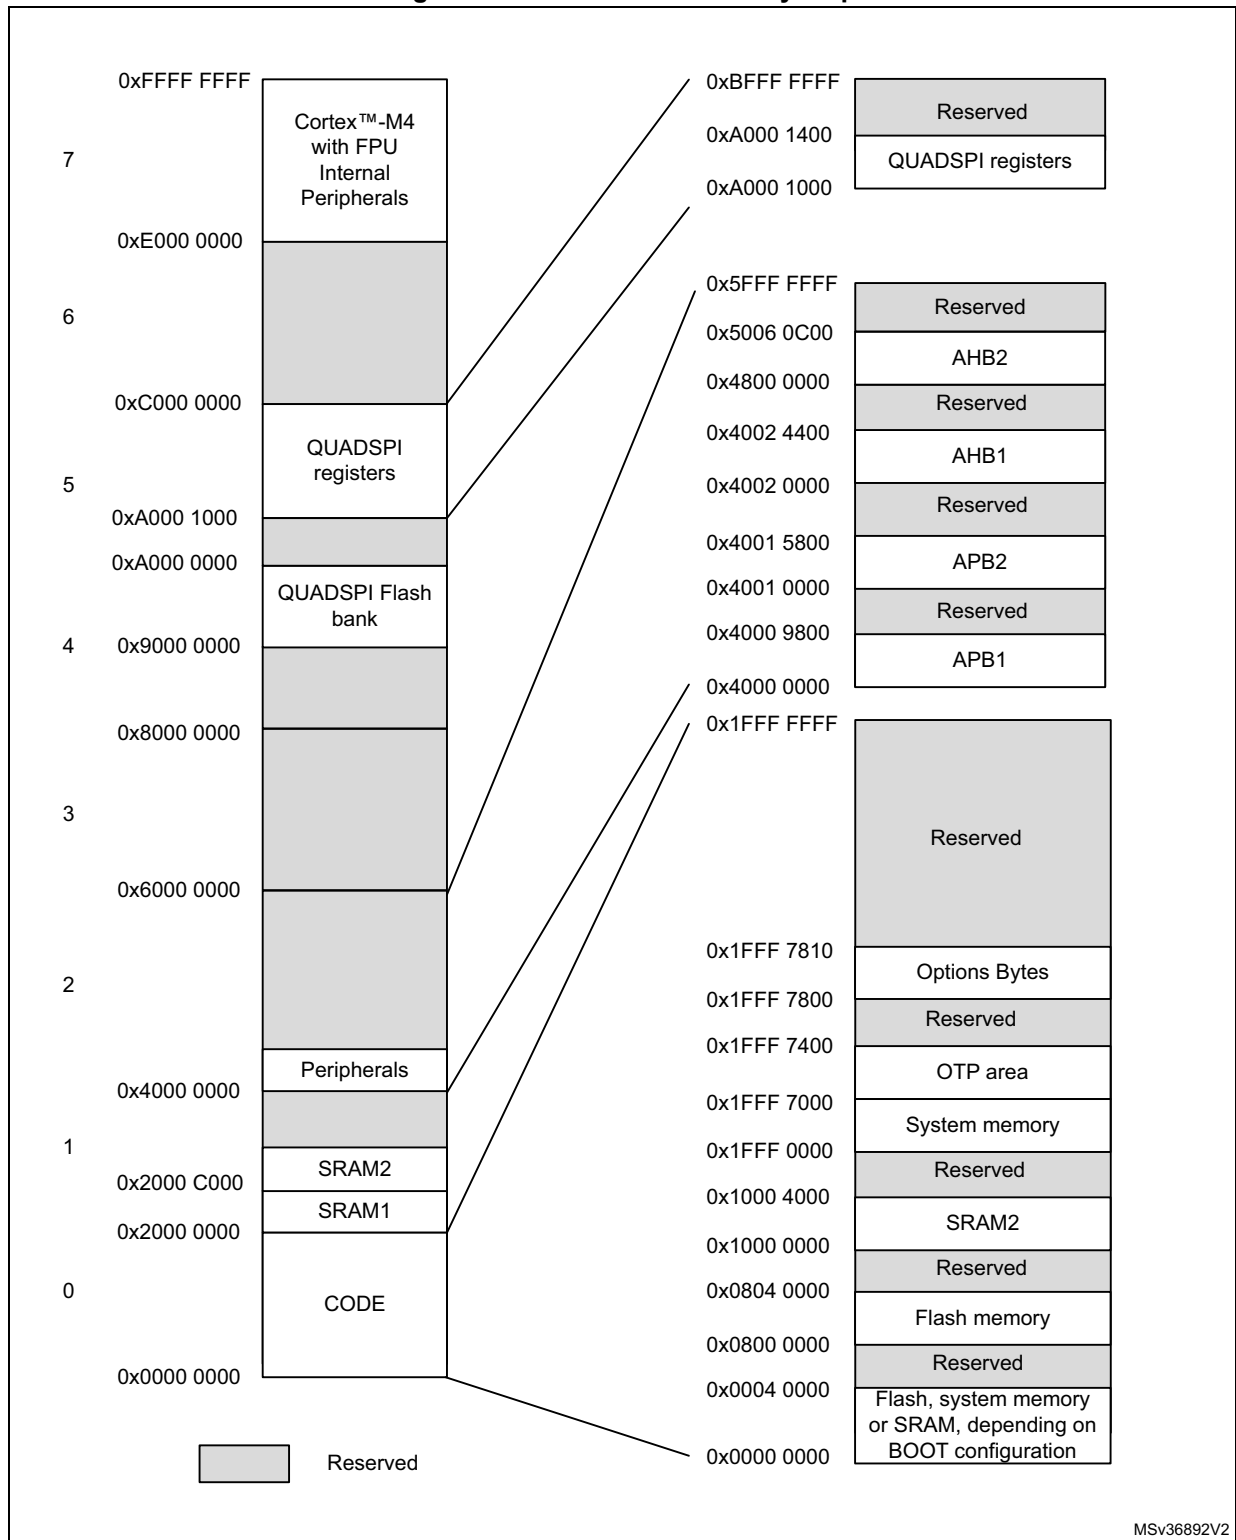 0xFFFF FFFF
Cortex™-M4
with FPU
Internal
Peripherals
7
0xE000 0000
6
0xC000 0000
QUADSPI
registers
5
0xA000 1000
0xA000 0000
QUADSPI Flash
bank
4
0x9000 0000
0x8000 0000
3
0x6000 0000
2
Peripherals
0x4000 0000
1
SRAM2
0x2000 C000
SRAM1
0x2000 0000
0
CODE
0x0000 0000
Reserved
0xBFFF FFFF
Reserved
0xA000 1400
QUADSPI registers
0xA000 1000
0x5FFF FFFF
Reserved
0x5006 0C00
AHB2
0x4800 0000
Reserved
0x4002 4400
AHB1
0x4002 0000
Reserved
0x4001 5800
APB2
0x4001 0000
Reserved
0x4000 9800
APB1
0x4000 0000
0x1FFF FFFF
Reserved
0x1FFF 7810
Options Bytes
0x1FFF 7800
Reserved
0x1FFF 7400
OTP area
0x1FFF 7000
System memory
0x1FFF 0000
Reserved
0x1000 4000
SRAM2
0x1000 0000
Reserved
0x0804 0000
Flash memory
0x0800 0000
Reserved
0x0004 0000
Flash, system memory
or SRAM, depending on
BOOT configuration
0x0000 0000
MSv36892V2